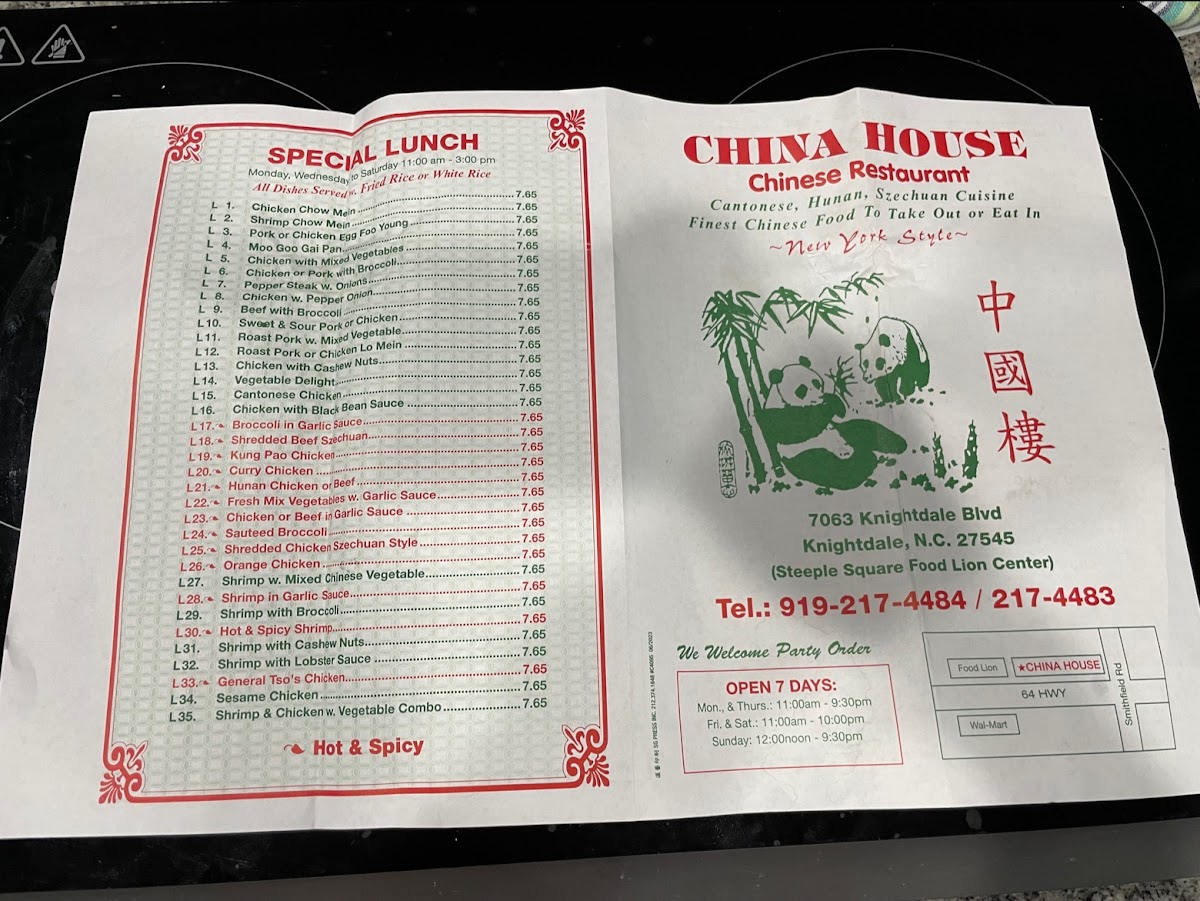 SPECIAL LUNCH
Monday, Wednesday to Saturday 11:00 am - 3:00 pm
All Dishes Served w. Fried Rice or White Rice
L 1. Chicken Chow Mein 7.65
L 2. Shrimp Chow Mein 7.65
L 3. Pork or Chicken Egg Foo Young 7.65
L 4. Moo Goo Gai Pan 7.65
L 5. Chicken with Mixed Vegetables 7.65
L 6. Chicken or Pork with Broccoli 7.65
L 7. Pepper Steak w. Onions 7.65
L 8. Chicken w. Pepper Onion 7.65
L 9. Beef with Broccoli 7.65
L10. Sweet & Sour Pork or Chicken 7.65
L11. Roast Pork w. Mixed Vegetable 7.65
L12. Roast Pork or Chicken Lo Mein 7.65
L13. Chicken with Cashew Nuts 7.65
L14. Vegetable Delight 7.65
L15. Cantonese Chicken 7.65
L16. Chicken with Black Bean Sauce 7.65
L17. Broccoli in Garlic Sauce 7.65
L18. Shredded Beef Szechuan 7.65
L19. Kung Pao Chicken 7.65
L20. Curry Chicken 7.65
L21. Hunan Chicken or Beef 7.65
L22. Fresh Mix Vegetables w. Garlic Sauce 7.65
L23. Chicken or Beef in Garlic Sauce 7.65
L24. Sauteed Broccoli 7.65
L25. Shredded Chicken Szechuan Style 7.65
L26. Orange Chicken 7.65
L27. Shrimp w. Mixed Chinese Vegetable 7.65
L28. Shrimp in Garlic Sauce 7.65
L29. Shrimp with Broccoli 7.65
L30. Hot & Spicy Shrimp 7.65
L31. Shrimp with Cashew Nuts 7.65
L32. Shrimp with Lobster Sauce 7.65
L33. General Tso's Chicken 7.65
L34. Sesame Chicken 7.65
L35. Shrimp & Chicken w. Vegetable Combo 7.65
Hot & Spicy
CHINA HOUSE
Chinese Restaurant
Cantonese, Hunan, Szechuan Cuisine
Finest Chinese Food To Take Out or Eat In
~New York Style~
中國樓
7063 Knightdale Blvd
Knightdale, N.C. 27545
(Steeple Square Food Lion Center)
Tel.: 919-217-4484 / 217-4483
We Welcome Party Order
OPEN 7 DAYS:
Mon., & Thurs.: 11:00am - 9:30pm
Fri. & Sat.: 11:00am - 10:00pm
Sunday: 12:00noon - 9:30pm
Food Lion
★CHINA HOUSE
64 HWY
Wal-Mart
Smithfield Rd
SG PRESS INC. 212.274.1848 #C4095 06/2023